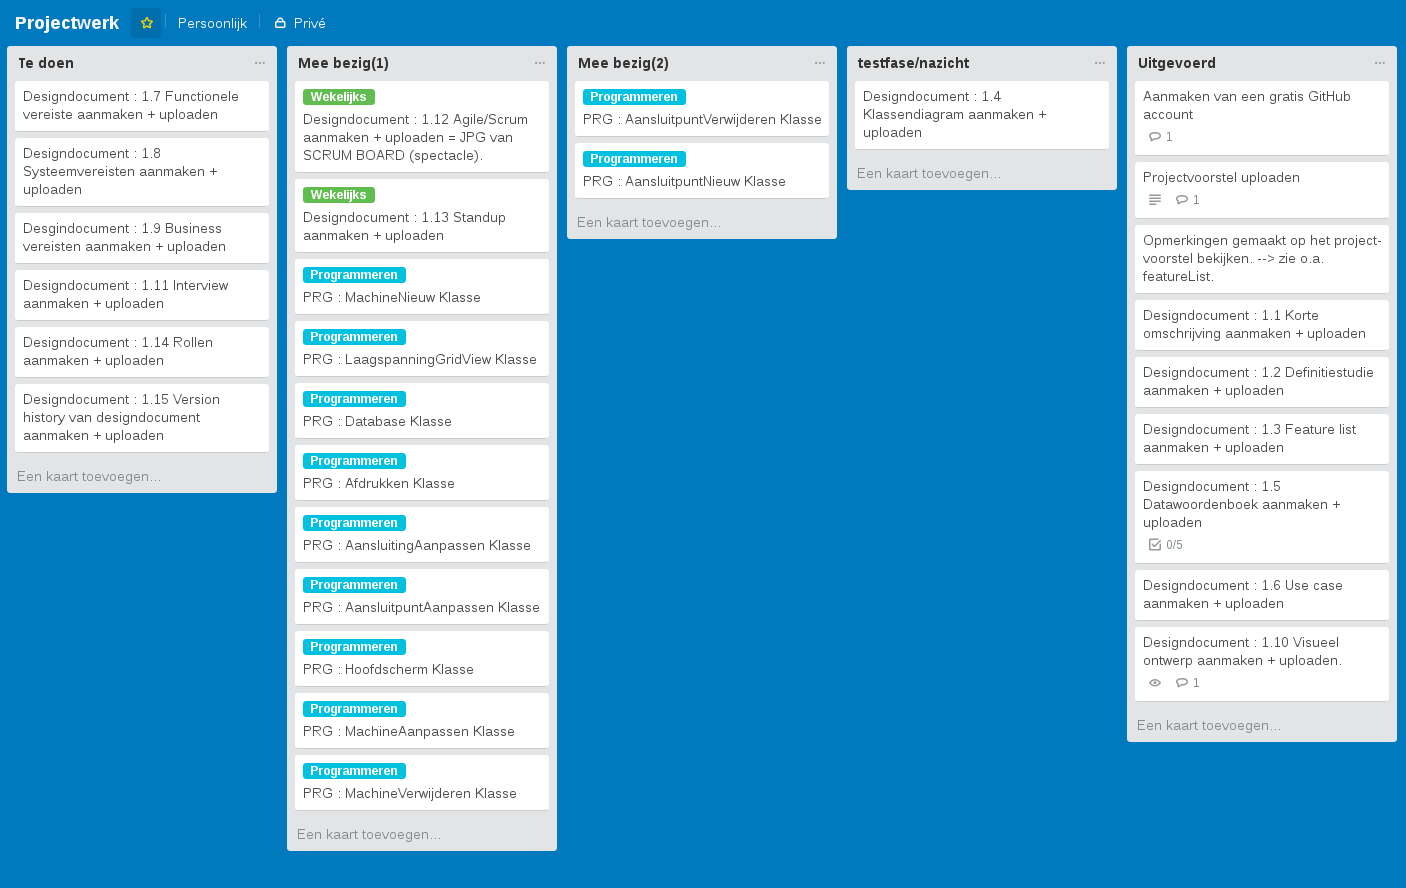 Projectwerk
Persoonlijk
Privé
Te doen
Designdocument : 1.7 Functionele
vereiste aanmaken + uploaden
Designdocument : 1.8
Systeemvereisten aanmaken +
uploaden
Desgindocument : 1.9 Business
vereisten aanmaken + uploaden
Designdocument : 1.11 Interview
aanmaken + uploaden
Designdocument : 1.14 Rollen
aanmaken + uploaden
Designdocument : 1.15 Version
history van designdocument
aanmaken + uploaden
Een kaart toevoegen...
Mee bezig(1)
Wekelijks
Designdocument : 1.12 Agile/Scrum
aanmaken + uploaden = JPG van
SCRUM BOARD (spectacle).
Wekelijks
Designdocument : 1.13 Standup
aanmaken + uploaden
Programmeren
PRG : MachineNieuw Klasse
Programmeren
PRG : LaagspanningGridView Klasse
Programmeren
PRG : Database Klasse
Programmeren
PRG : Afdrukken Klasse
Programmeren
PRG : AansluitingAanpassen Klasse
Programmeren
PRG : AansluitpuntAanpassen Klasse
Programmeren
PRG : Hoofdscherm Klasse
Programmeren
PRG : MachineAanpassen Klasse
Programmeren
PRG : MachineVerwijderen Klasse
Een kaart toevoegen...
Mee bezig(2)
Programmeren
PRG : AansluitpuntVerwijderen Klasse
Programmeren
PRG : AansluitpuntNieuw Klasse
Een kaart toevoegen...
testfase/nazicht
Designdocument : 1.4
Klassendiagram aanmaken +
uploaden
Een kaart toevoegen...
Uitgevoerd
Aanmaken van een gratis GitHub
account
1
Projectvoorstel uploaden
1
Opmerkingen gemaakt op het project-
voorstel bekijken. --> zie o.a.
featureList.
Designdocument : 1.1 Korte
omschrijving aanmaken + uploaden
Designdocument : 1.2 Definitiestudie
aanmaken + uploaden
Designdocument : 1.3 Feature list
aanmaken + uploaden
Designdocument : 1.5
Datawoordenboek aanmaken +
uploaden
0/5
Designdocument : 1.6 Use case
aanmaken + uploaden
Designdocument : 1.10 Visueel
ontwerp aanmaken + uploaden.
1
Een kaart toevoegen...